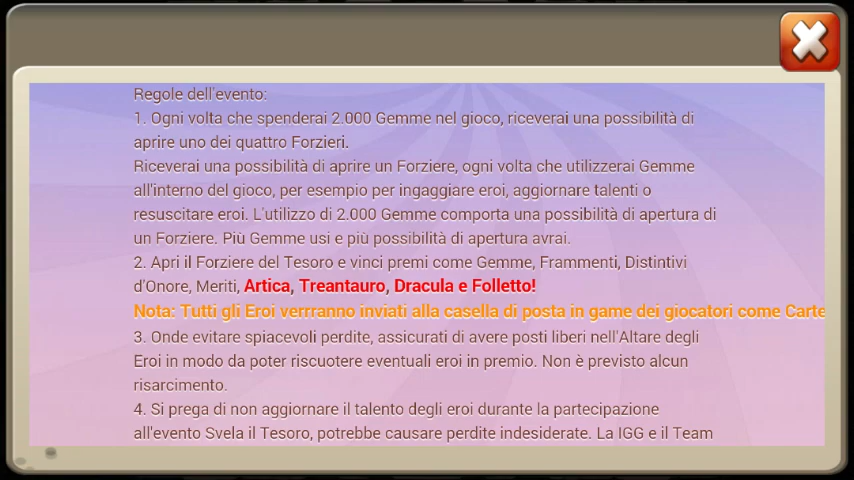 Regole dell'evento:
1. Ogni volta che spenderai 2.000 Gemme nel gioco, riceverai una possibilità di
aprire uno dei quattro Forzieri.
Riceverai una possibilità di aprire un Forziere, ogni volta che utilizzerai Gemme
all'interno del gioco, per esempio per ingaggiare eroi, aggiornare talenti o
resuscitare eroi. L'utilizzo di 2.000 Gemme comporta una possibilità di apertura di
un Forziere. Più Gemme usi e più possibilità di apertura avrai.
2. Apri il Forziere del Tesoro e vinci premi come Gemme, Frammenti, Distintivi
d'Onore, Meriti, Artica, Treantauro, Dracula e Folletto!
Nota: Tutti gli Eroi verrranno inviati alla casella di posta in game dei giocatori come Carte
3. Onde evitare spiacevoli perdite, assicurati di avere posti liberi nell'Altare degli
Eroi in modo da poter riscuotere eventuali eroi in premio. Non è previsto alcun
risarcimento.
4. Si prega di non aggiornare il talento degli eroi durante la partecipazione
all'evento Svela il Tesoro, potrebbe causare perdite indesiderate. La IGG e il Team